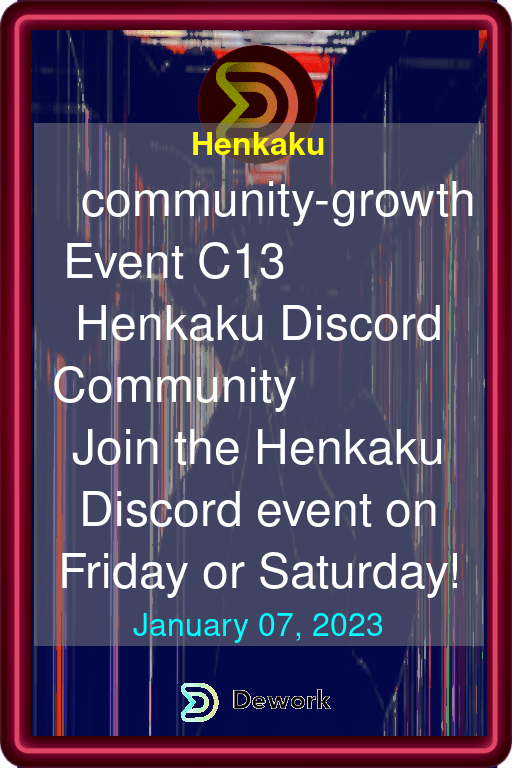 Henkaku
community-growth
Event C13
Henkaku Discord
Community
Join the Henkaku
Discord event on
Friday or Saturday!
January 07, 2023
Dework